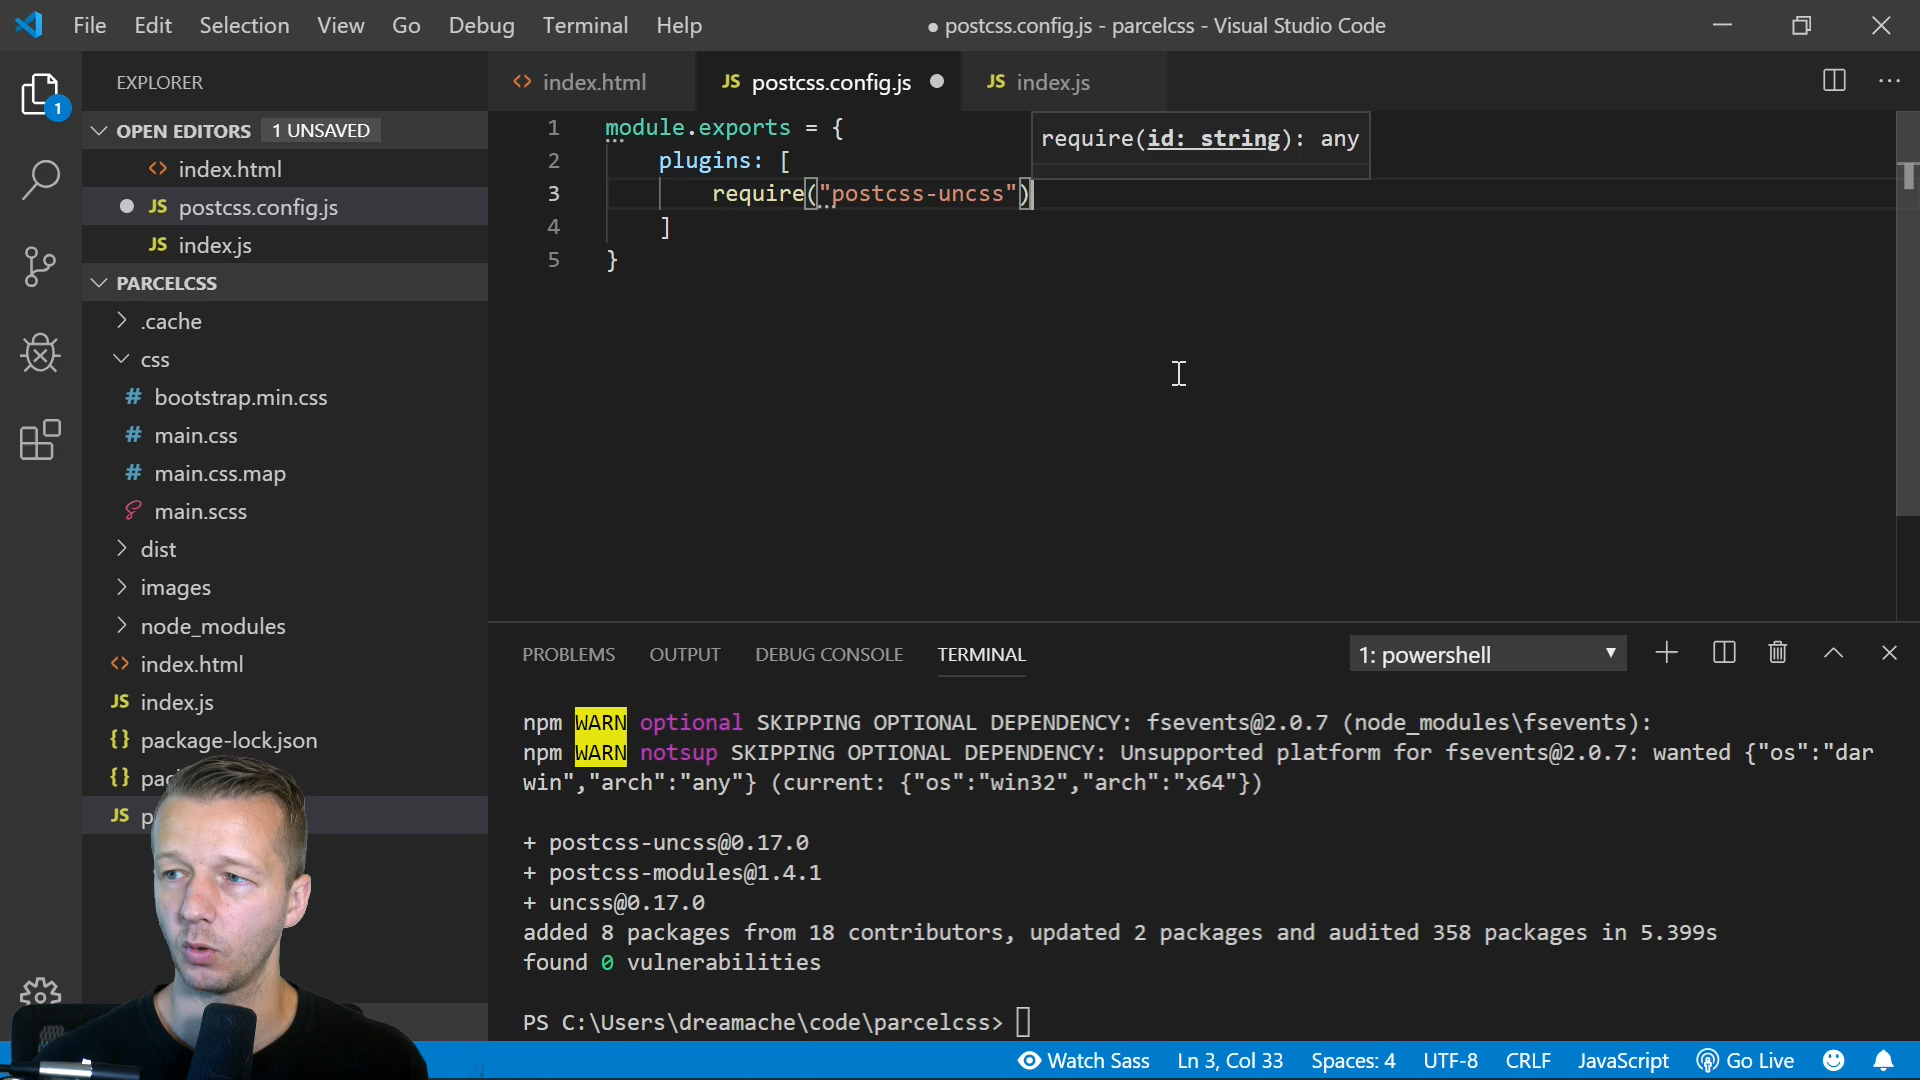 File Edit Selection View Go Debug Terminal Help
● postcss.config.js - parcelcss - Visual Studio Code
EXPLORER
1
OPEN EDITORS 1 UNSAVED
<> index.html
JS postcss.config.js
JS index.js
PARCELCSS
.cache
css
# bootstrap.min.css
# main.css
# main.css.map
main.scss
dist
images
node_modules
<> index.html
JS index.js
{} package-lock.json
{}
JS
<> index.html
JS postcss.config.js ●
JS index.js
1 module.exports = {
2 plugins: [
3 require("postcss-uncss")
4 ]
5 }
require(id: string): any
PROBLEMS OUTPUT DEBUG CONSOLE TERMINAL
1: powershell
npm WARN optional SKIPPING OPTIONAL DEPENDENCY: fsevents@2.0.7 (node_modules\fsevents):
npm WARN notsup SKIPPING OPTIONAL DEPENDENCY: Unsupported platform for fsevents@2.0.7: wanted {"os":"dar
win","arch":"any"} (current: {"os":"win32","arch":"x64"})
+ postcss-uncss@0.17.0
+ postcss-modules@1.4.1
+ uncss@0.17.0
added 8 packages from 18 contributors, updated 2 packages and audited 358 packages in 5.399s
found 0 vulnerabilities
PS C:\Users\dreamache\code\parcelcss>
Watch Sass Ln 3, Col 33 Spaces: 4 UTF-8 CRLF JavaScript Go Live